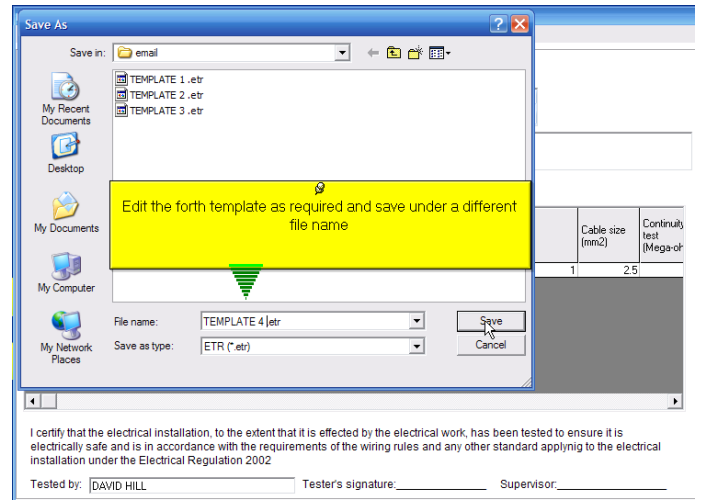 Save As
Save in:
email
TEMPLATE 1 .etr
TEMPLATE 2 .etr
TEMPLATE 3 .etr
My Recent
Documents
Desktop
My Documents
My Computer
My Network
Places
Edit the forth template as required and save under a different
file name
File name:
TEMPLATE 4 .etr
Save
Save as type:
ETR (*.etr)
Cancel
Cable size
(mm2)
Continuity
test
(Mega-oh
1
2.5
I certify that the electrical installation, to the extent that it is effected by the electrical work, has been tested to ensure it is
electrically safe and is in accordance with the requirements of the wiring rules and any other standard applynig to the electrical
installation under the Electrical Regulation 2002
Tested by: DAVID HILL Tester's signature: Supervisor: